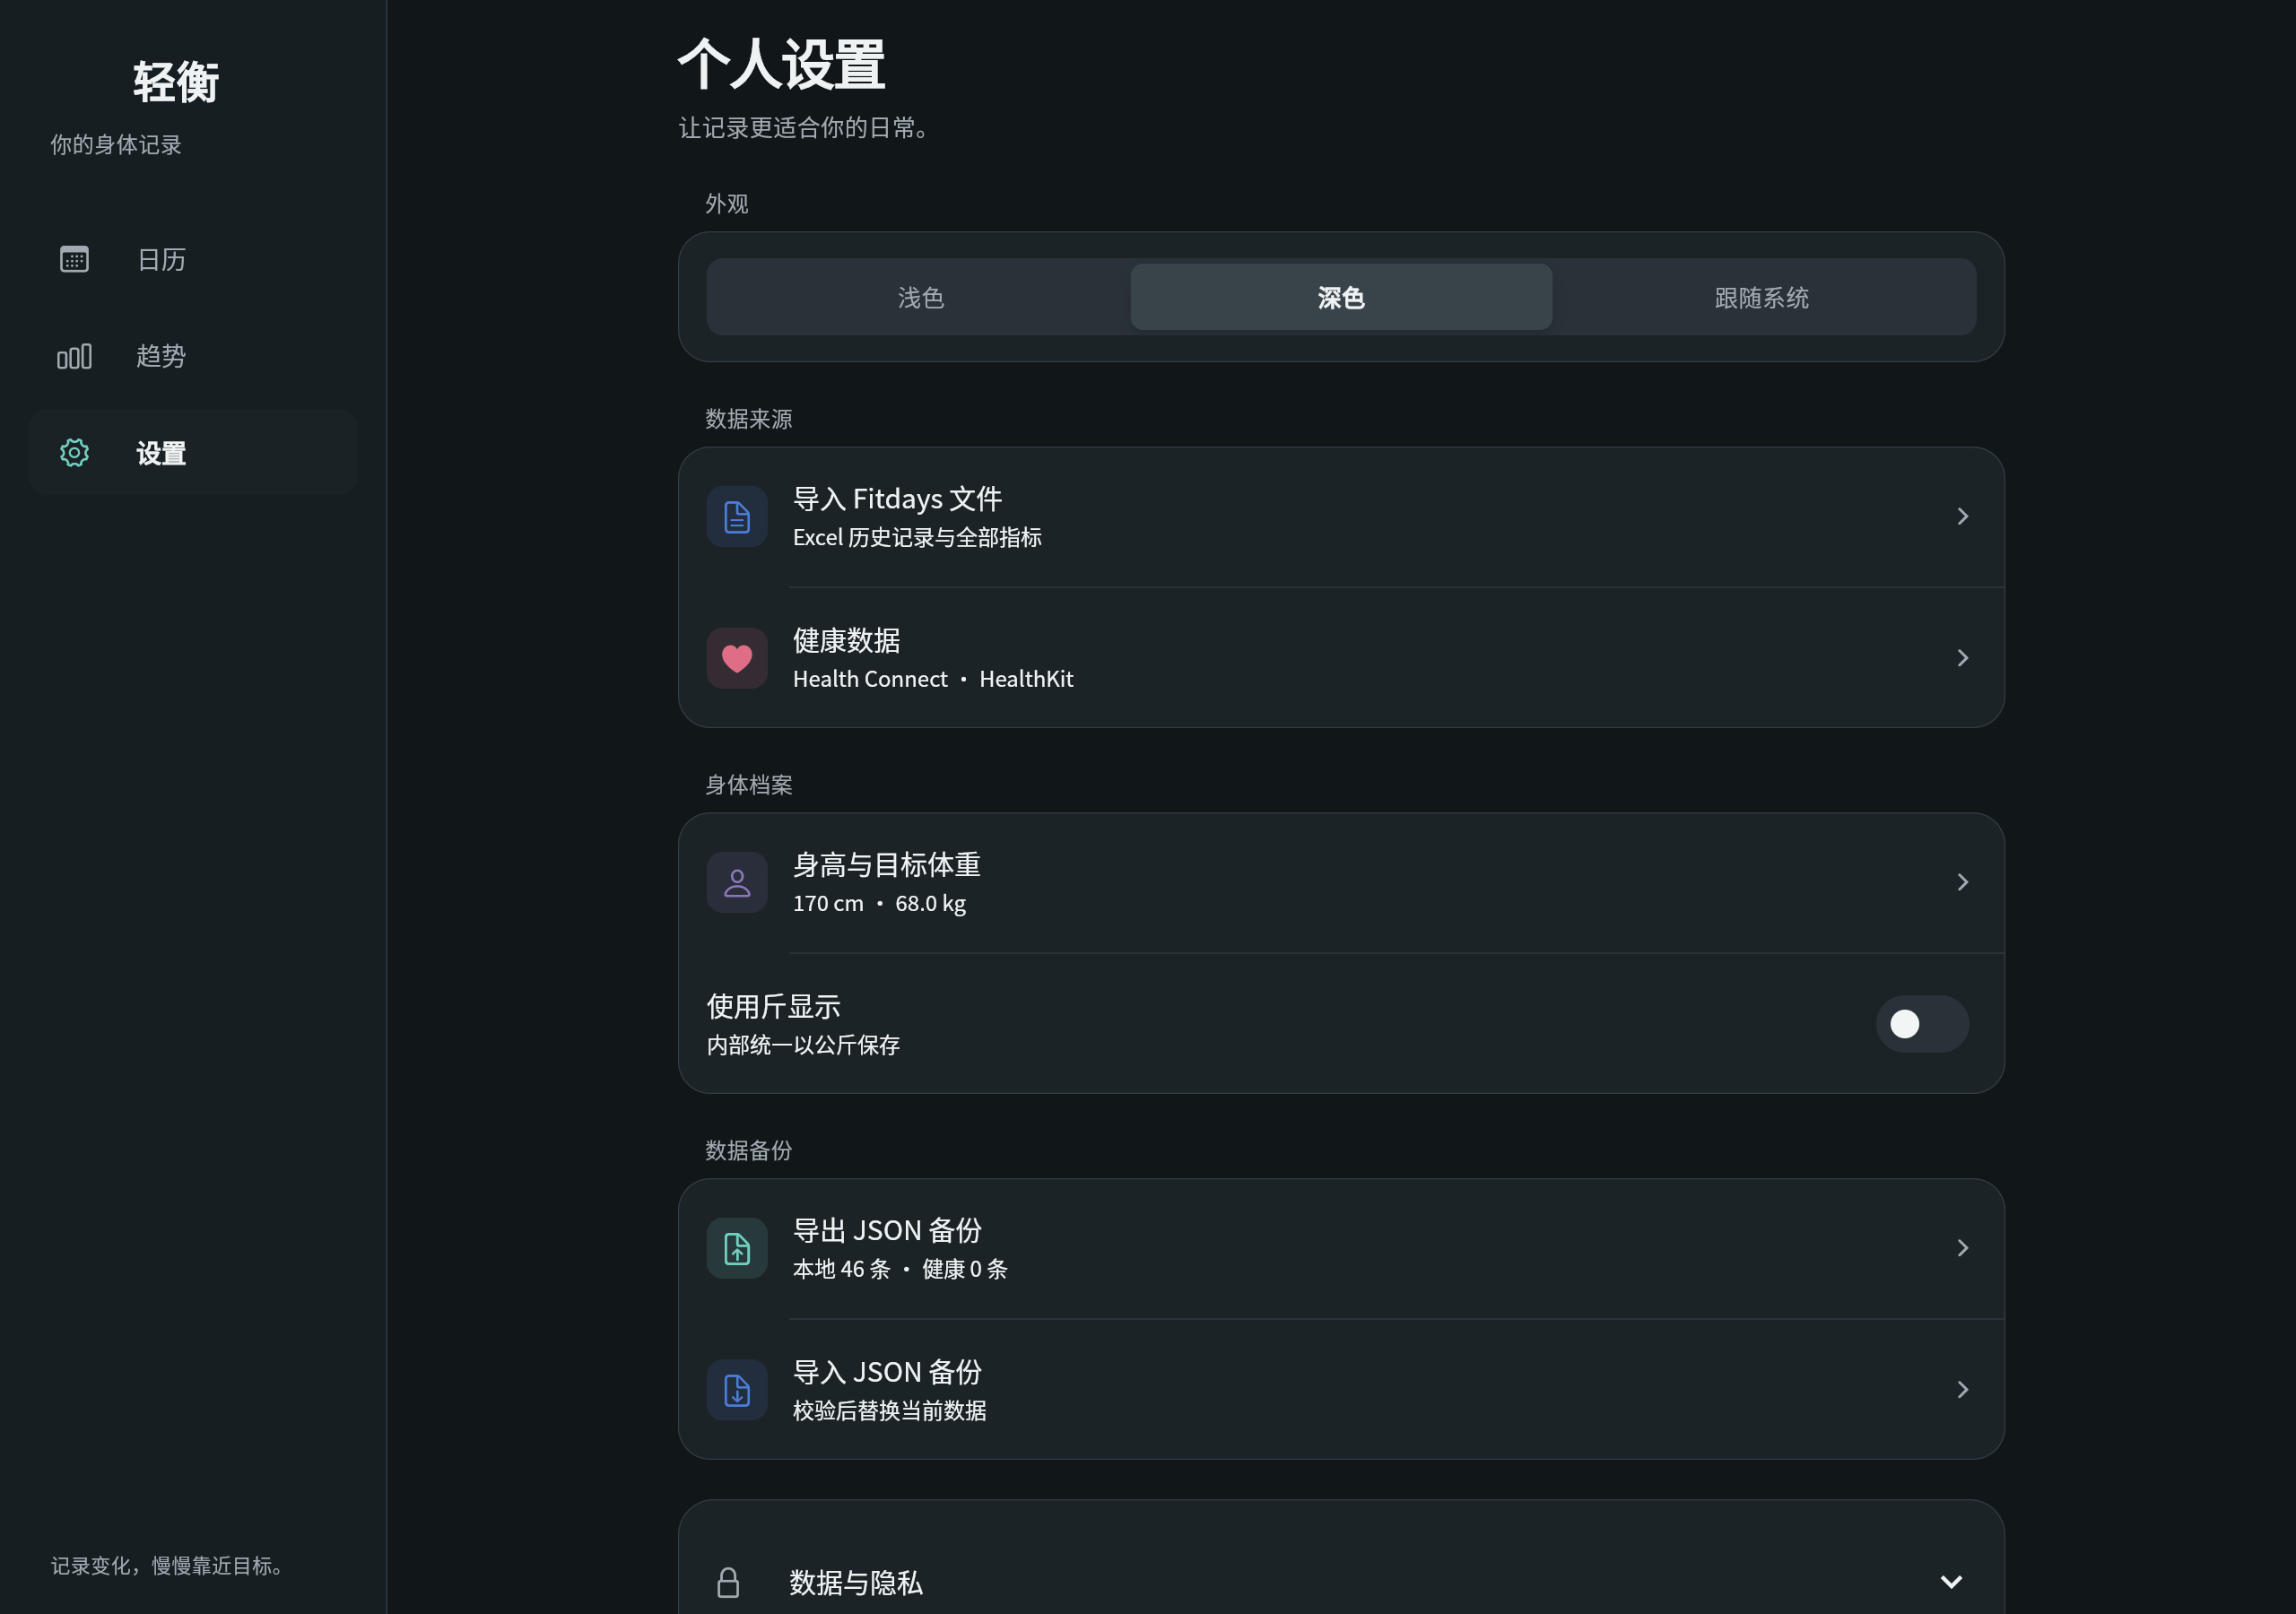 轻衡
你的身体记录
日历
趋势
设置
记录变化，慢慢靠近目标。
个人设置
让记录更适合你的日常。
外观
浅色
深色
跟随系统
数据来源
导入 Fitdays 文件
Excel 历史记录与全部指标
健康数据
Health Connect · HealthKit
身体档案
身高与目标体重
170 cm · 68.0 kg
使用斤显示
内部统一以公斤保存
数据备份
导出 JSON 备份
本地 46 条 · 健康 0 条
导入 JSON 备份
校验后替换当前数据
数据与隐私